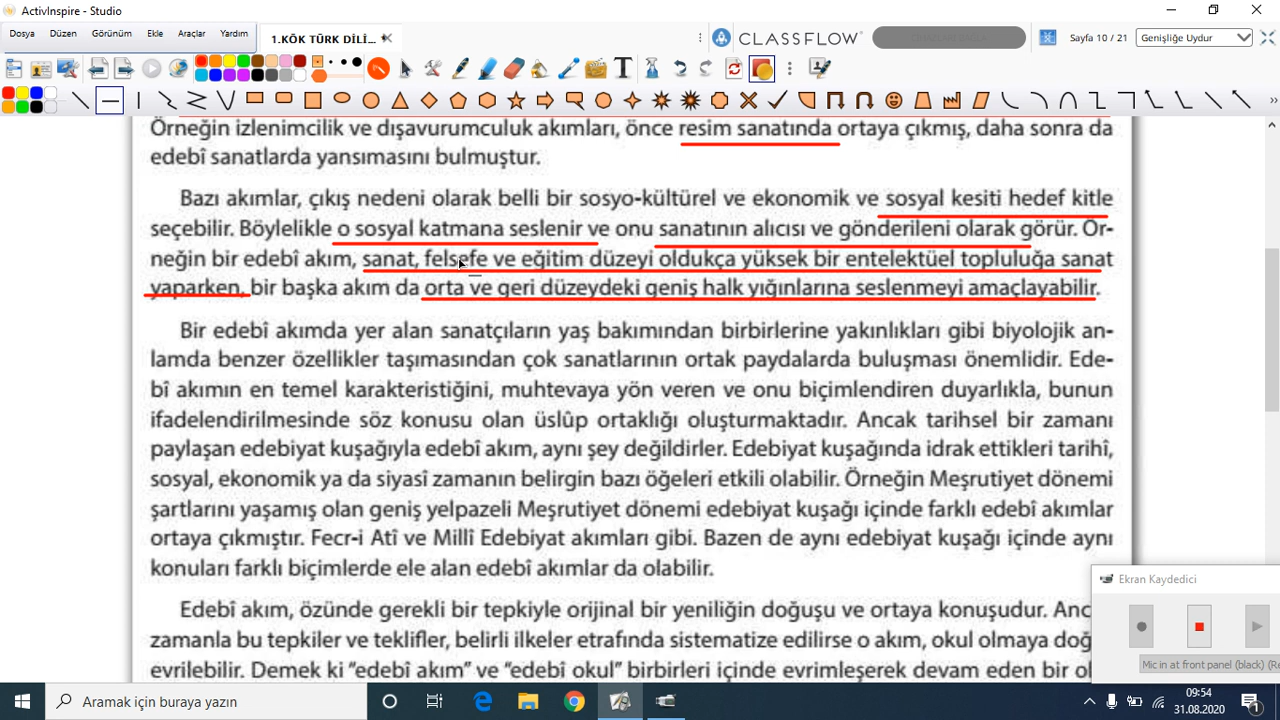 ActivInspire - Studio
Dosya Düzen Görünüm Ekle Araçlar Yardım
1.KÖK TÜRK DİLİ...
CLASSFLOW
Sayfa 10 / 21
Genişliğe Uydur
Örneğin izlenimcilik ve dışavurumculuk akımları, önce resim sanatında ortaya çıkmış, daha sonra da
edebî sanatlarda yansımasını bulmuştur.
Bazı akımlar, çıkış nedeni olarak belli bir sosyo-kültürel ve ekonomik ve sosyal kesiti hedef kitle
seçebilir. Böylelikle o sosyal katmana seslenir ve onu sanatının alıcısı ve gönderileni olarak görür. Ör-
neğin bir edebî akım, sanat, felsefe ve eğitim düzeyi oldukça yüksek bir entelektüel topluluğa sanat
yaparken, bir başka akım da orta ve geri düzeydeki geniş halk yığınlarına seslenmeyi amaçlayabilir.
Bir edebî akımda yer alan sanatçıların yaş bakımından birbirlerine yakınlıkları gibi biyolojik an-
lamda benzer özellikler taşımasından çok sanatlarının ortak paydalarda buluşması önemlidir. Ede-
bî akımın en temel karakteristiğini, muhtevaya yön veren ve onu biçimlendiren duyarlıkla, bunun
ifadelendirilmesinde söz konusu olan üslûp ortaklığı oluşturmaktadır. Ancak tarihsel bir zamanı
paylaşan edebiyat kuşağıyla edebî akım, aynı şey değildirler. Edebiyat kuşağında idrak ettikleri tarihî,
sosyal, ekonomik ya da siyasî zamanın belirgin bazı öğeleri etkili olabilir. Örneğin Meşrutiyet dönemi
şartlarını yaşamış olan geniş yelpazeli Meşrutiyet dönemi edebiyat kuşağı içinde farklı edebî akımlar
ortaya çıkmıştır. Fecr-i Atî ve Millî Edebiyat akımları gibi. Bazen de aynı edebiyat kuşağı içinde aynı
konuları farklı biçimlerde ele alan edebî akımlar da olabilir.
Edebî akım, özünde gerekli bir tepkiyle orijinal bir yeniliğin doğuşu ve ortaya konuşudur. Anc
zamanla bu tepkiler ve teklifler, belirli ilkeler etrafında sistematize edilirse o akım, okul olmaya doğ
evrilebilir. Demek ki "edebî akım" ve "edebî okul" birbirleri içinde evrimleşerek devam eden bir ol
Ekran Kaydedici
Mic in at front panel (black) (Re
Aramak için buraya yazın
09:54
31.08.2020
1